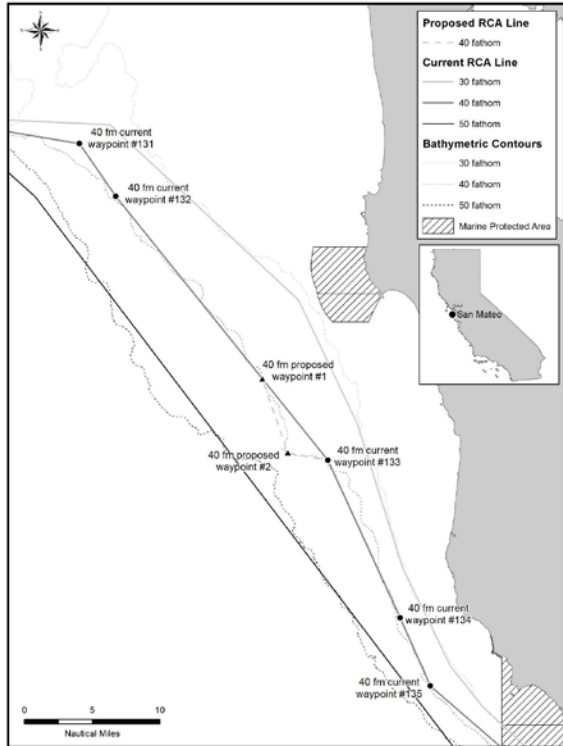 Proposed RCA Line
40 fathom
Current RCA Line
30 fathom
40 fathom
50 fathom
Bathymetric Contours
30 fathom
40 fathom
50 fathom
Marine Protected Area
San Mateo
40 fm current
waypoint #131
40 fm current
waypoint #132
40 fm proposed
waypoint #1
40 fm proposed
waypoint #2
40 fm current
waypoint #133
40 fm current
waypoint #134
40 fm current
waypoint #135
0 5 10
Nautical Miles